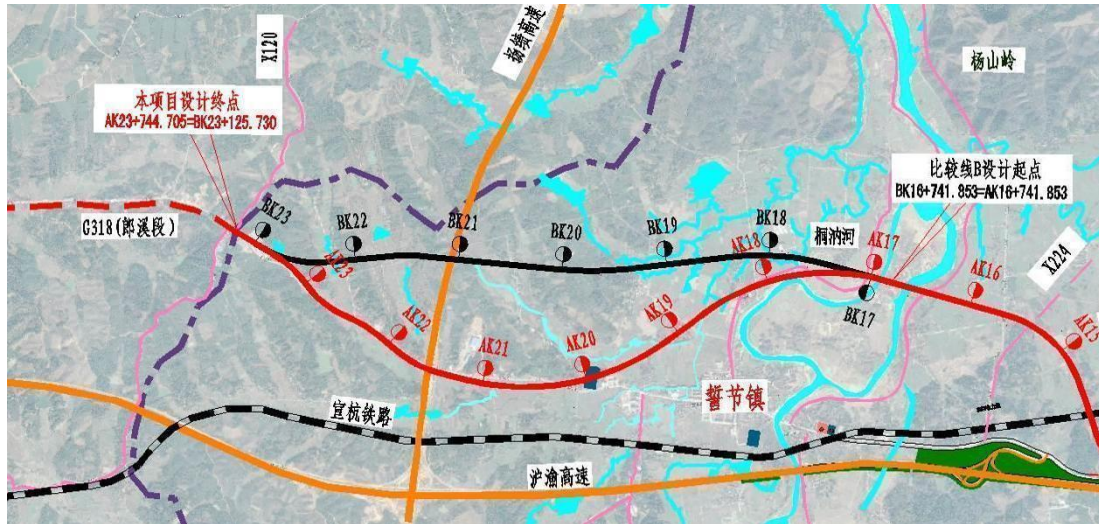 X120
扬绩高速
杨山岭
本项目设计终点
AK23+744.705=BK23+125.730
比较线B设计起点
BK16+741.853=AK16+741.853
G318(郎溪段)
BK23
BK22
BK21
BK20
BK19
BK18
桐汭河
AK18
AK17
X224
AK23
AK16
BK17
AK22
AK19
AK15
AK21
AK20
誓节镇
宣杭铁路
沪渝高速